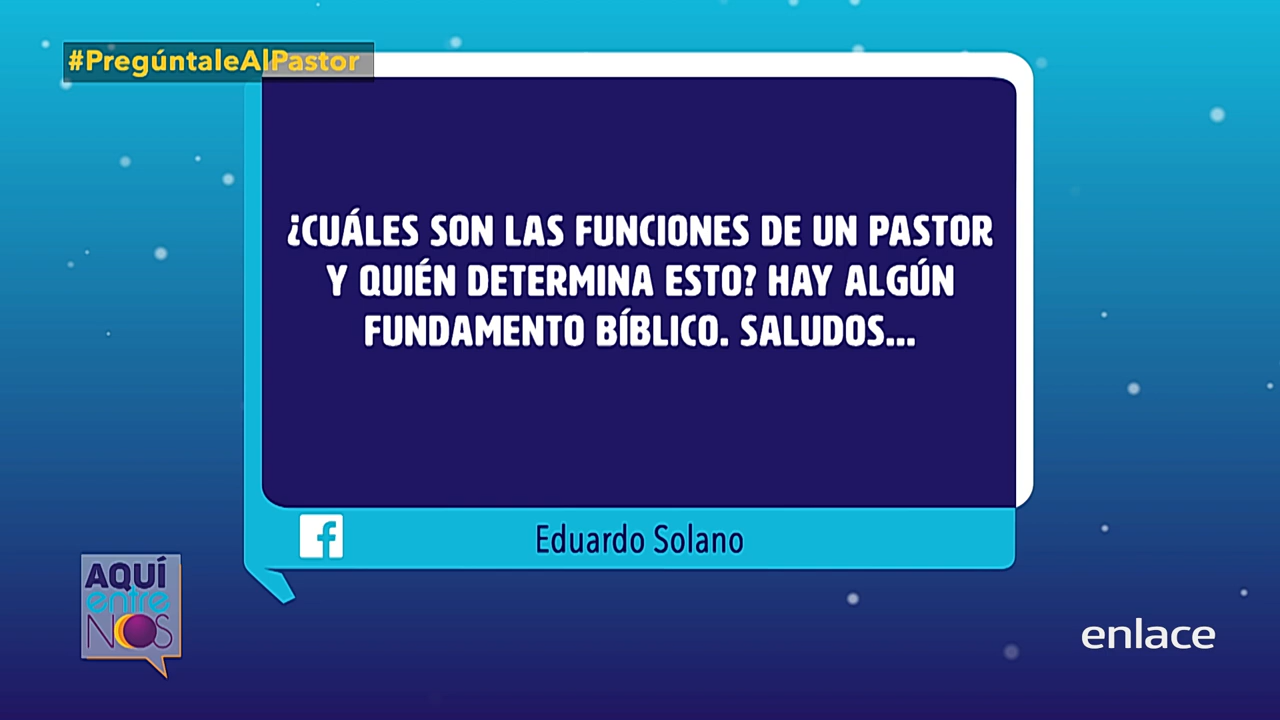 #PregúntaleAlPastor
¿CUÁLES SON LAS FUNCIONES DE UN PASTOR
Y QUIÉN DETERMINA ESTO? HAY ALGÚN
FUNDAMENTO BÍBLICO. SALUDOS...
Eduardo Solano
AQUÍ
entre
NOS
enlace